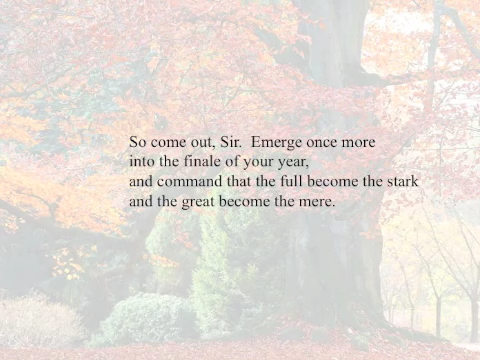 So come out, Sir.  Emerge once more
into the finale of your year,
and command that the full become the stark
and the great become the mere.